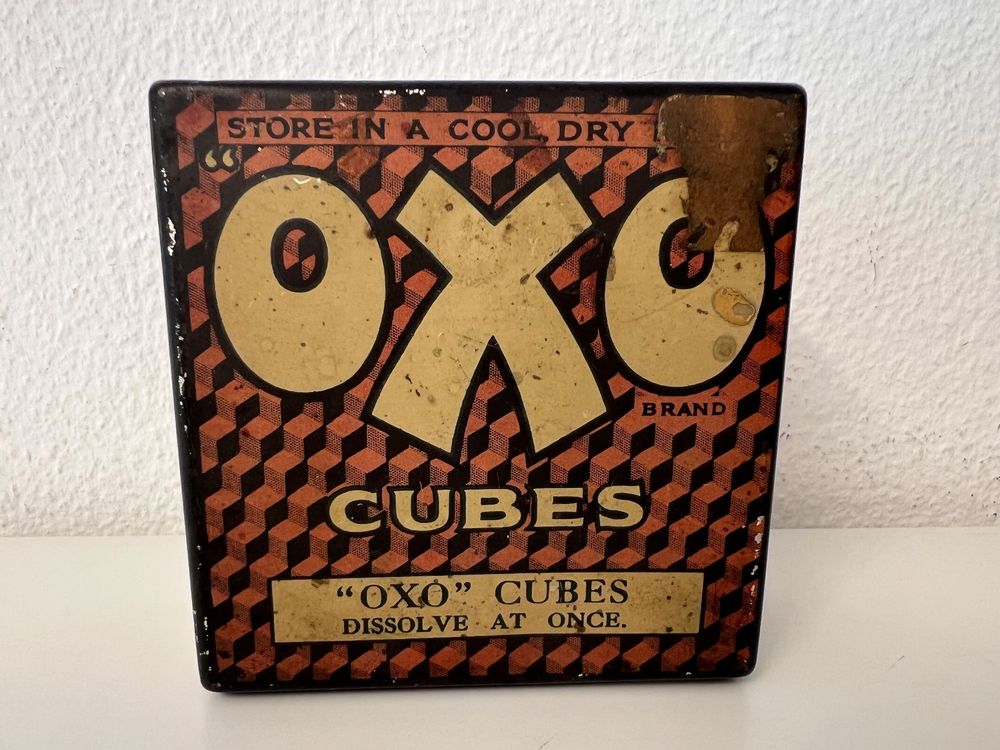 STORE IN A COOL, DRY
“OXO
BRAND
CUBES
“OXO” CUBES
DISSOLVE AT ONCE.